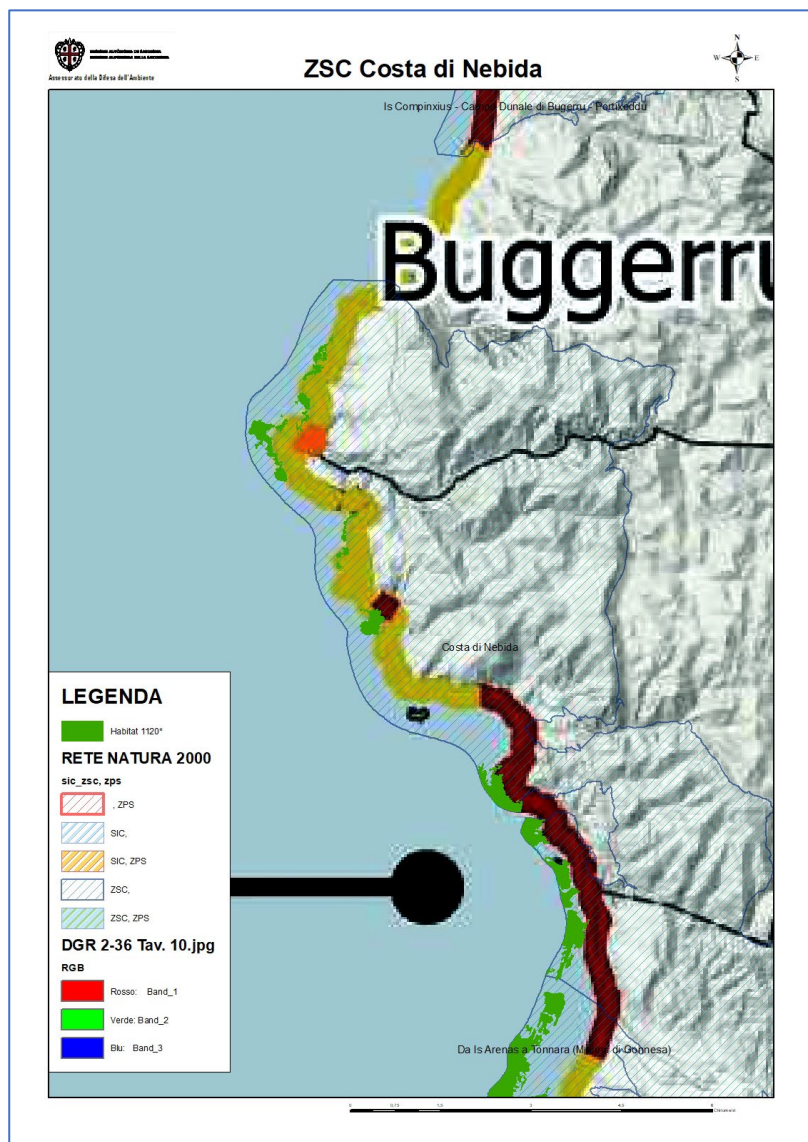 Assessorato della Difesa dell'Ambiente
ZSC Costa di Nebida
N
W E
S
Is Compinxius - Campo Dunale di Bugerru - Portixeddu
Buggerru
Costa di Nebida
LEGENDA
Habitat 1120*
RETE NATURA 2000
sic_zsc, zps
, ZPS
SIC,
SIC, ZPS
ZSC,
ZSC, ZPS
DGR 2-36 Tav. 10.jpg
RGB
Rosso: Band_1
Verde: Band_2
Blu: Band_3
Da Is Arenas a Tonnara (Marina di Gonnesa)